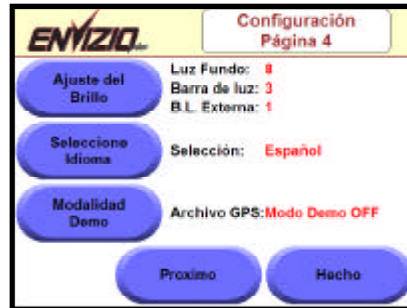 ENVIZIO
Configuración
Página 4
Ajuste del
Brillo
Luz Fundo: 8
Barra de luz: 3
B.L. Externa: 1
Seleccione
Idioma
Selección: Español
Modalidad
Demo
Archivo GPS:Modo Demo OFF
Proximo
Hecho